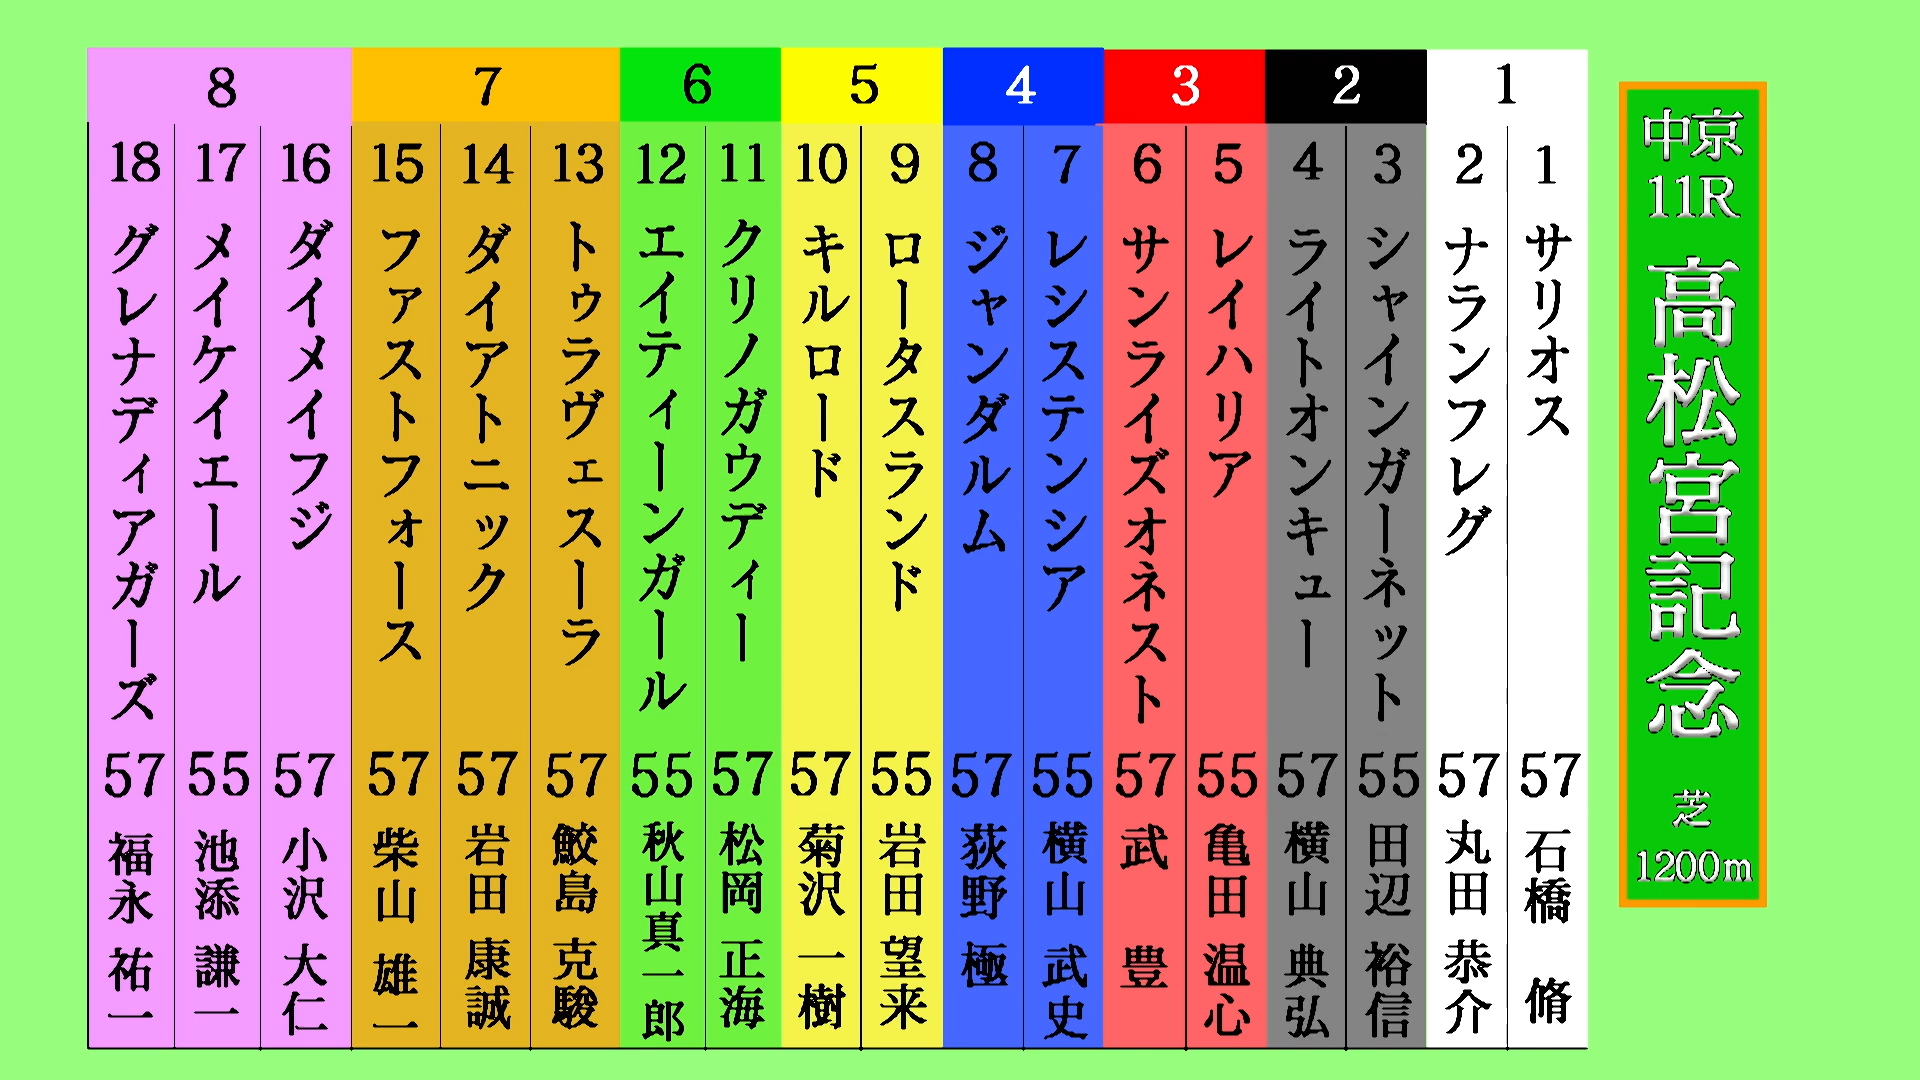 中京
11R
高松宮記念
芝
1200m
1
1
サリオス
57
石橋 脩
2
ナランフレグ
57
丸田 恭介
2
3
シャインガーネット
55
田辺 裕信
4
ライトオンキュー
57
横山 典弘
3
5
レイハリア
55
亀田 温心
6
サンライズオネスト
57
武 豊
4
7
レシステンシア
55
横山 武史
8
ジャンダルム
57
荻野 極
5
9
ロータスランド
55
岩田 望来
10
キルロード
57
菊沢 一樹
6
11
クリノガウディー
57
松岡 正海
12
エイティーンガール
55
秋山真一郎
7
13
トゥラヴェスーラ
57
鮫島 克駿
14
ダイアトニック
57
岩田 康誠
15
ファストフォース
57
柴山 雄一
8
16
ダイメイフジ
57
小沢 大仁
17
メイケイエール
55
池添 謙一
18
グレナディアガーズ
57
福永 祐一